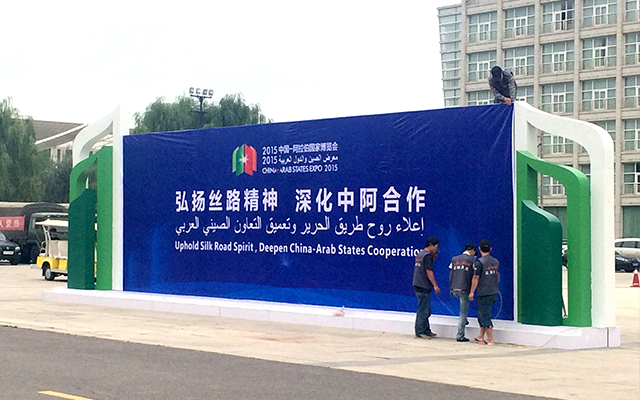 2015中国—阿拉伯国家博览会
2015 معرض الصين والدول العربية
CHINA-ARAB STATES EXPO 2015
弘扬丝路精神 深化中阿合作
إعلاء روح طريق الحرير وتعميق التعاون الصيني العربي
Uphold Silk Road Spirit , Deepen China-Arab States Cooperation